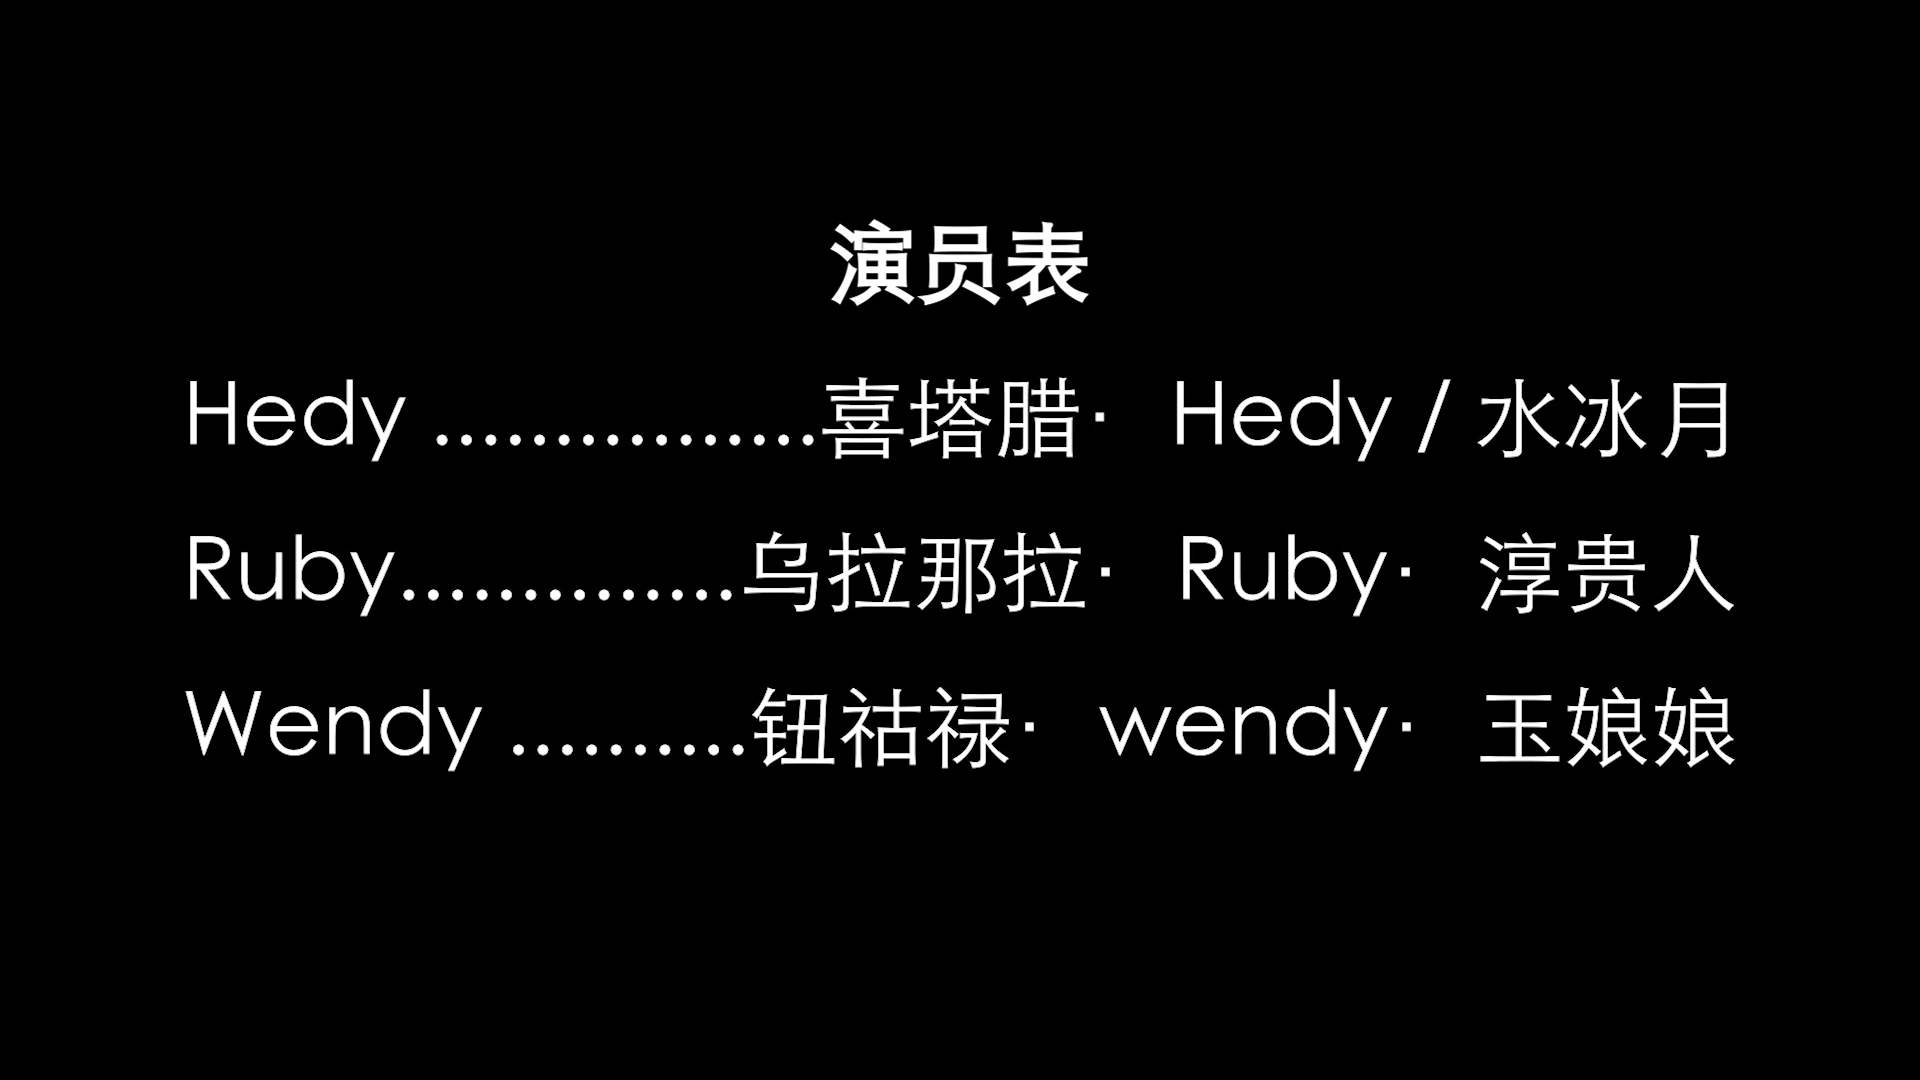 演员表
Hedy ................喜塔腊· Hedy / 水冰月
Ruby..............乌拉那拉· Ruby· 淳贵人
Wendy ..........钮祜禄· wendy· 玉娘娘